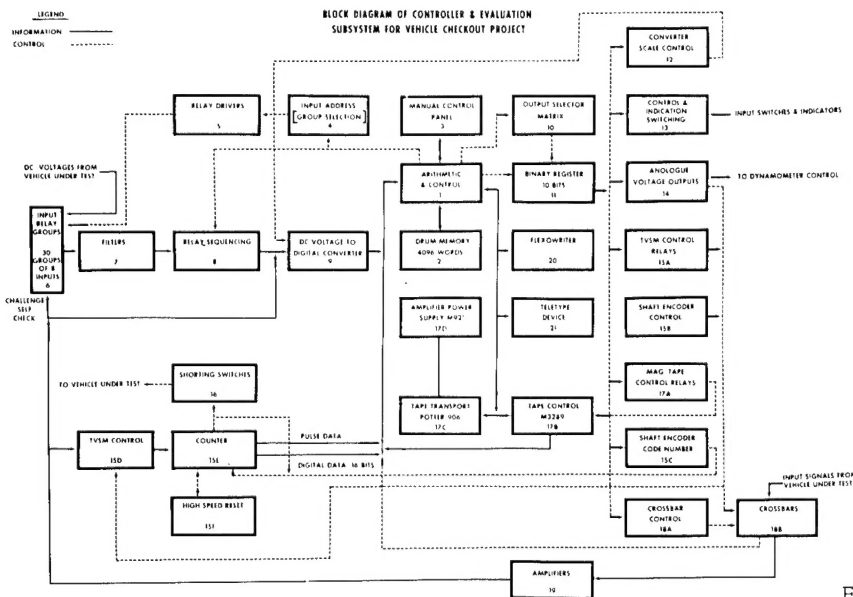 LEGEND
INFORMATION
CONTROL
BLOCK DIAGRAM OF CONTROLLER & EVALUATION
SUBSYSTEM FOR VEHICLE CHECKOUT PROJECT
CONVERTER
SCALE CONTROL
12
RELAY DRIVERS
5
INPUT ADDRESS
[GROUP SELECTION]
4
MANUAL CONTROL
PANEL
3
OUTPUT SELECTOR
MATRIX
10
CONTROL &
INDICATION
SWITCHING
13
INPUT SWITCHES & INDICATORS
DC VOLTAGES FROM
VEHICLE UNDER TEST
ARITHMETIC
& CONTROL
1
BINARY REGISTER
10 BITS
11
ANALOGUE
VOLTAGE OUTPUTS
14
TO DYNAMOMETER CONTROL
INPUT
RELAY
GROUPS
30
GROUPS
OF 8
INPUTS
6
FILTERS
7
RELAY SEQUENCING
8
DC VOLTAGE TO
DIGITAL CONVERTER
9
DRUM MEMORY
4096 WORDS
2
FLEXOWRITER
20
TVSM CONTROL
RELAYS
15A
CHALLENGE
SELF
CHECK
AMPLIFIER POWER
SUPPLY
17D
TELETYPE
DEVICE
21
SHAFT ENCODER
CONTROL
15B
TO VEHICLE UNDER TEST
SHORTING SWITCHES
16
MAG TAPE
CONTROL RELAYS
17A
TAPE TRANSPORT
POTTER 906
17C
TAPE CONTROL
M3289
17B
TVSM CONTROL
15D
COUNTER
15E
PULSE DATA
DIGITAL DATA 16 BITS
SHAFT ENCODER
CODE NUMBER
15C
INPUT SIGNALS FROM
VEHICLE UNDER TEST
HIGH SPEED RESET
15F
CROSSBAR
CONTROL
18A
CROSSBARS
18B
AMPLIFIERS
19